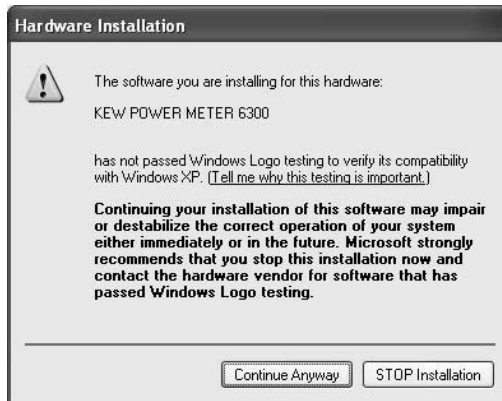 Hardware Installation
The software you are installing for this hardware:
KEW POWER METER 6300
has not passed Windows Logo testing to verify its compatibility
with Windows XP. (Tell me why this testing is important.)
Continuing your installation of this software may impair
or destabilize the correct operation of your system
either immediately or in the future. Microsoft strongly
recommends that you stop this installation now and
contact the hardware vendor for software that has
passed Windows Logo testing.
Continue Anyway
STOP Installation